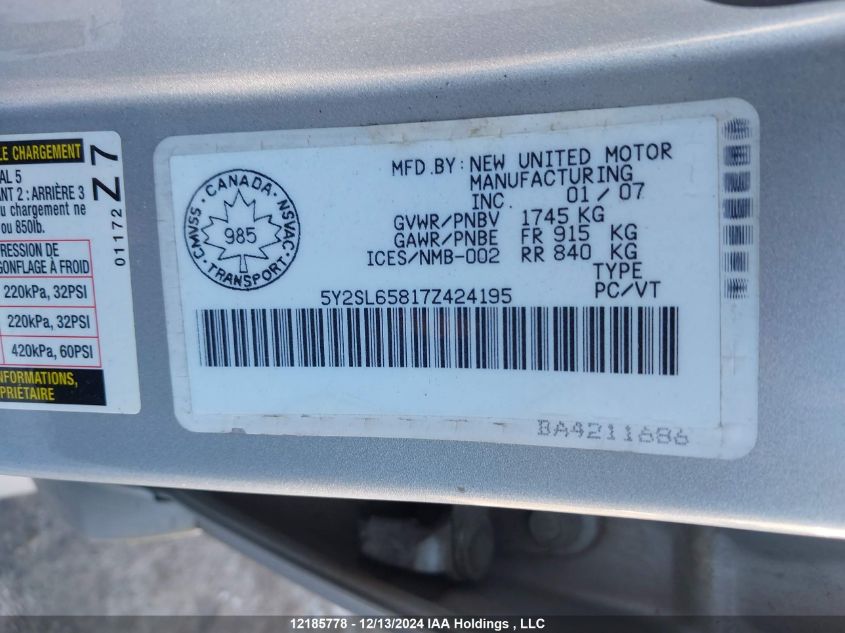 LE CHARGEMENT
AL 5
ANT 2 : ARRIÈRE 3
u chargement ne
ou 850lb.
RESSION DE
GONFLAGE À FROID
220kPa, 32PSI
220kPa, 32PSI
420kPa, 60PSI
INFORMATIONS,
PRIÉTAIRE
01172 Z 7
CANADA
CMVSS
NSVAC
985
TRANSPORT
MFD.BY: NEW UNITED MOTOR
MANUFACTURING
INC. 01/07
GVWR/PNBV 1745 KG
GAWR/PNBE FR 915 KG
ICES/NMB-002 RR 840 KG
TYPE
PC/VT
5Y2SL65817Z424195
BA4211686
12185778 - 12/13/2024 IAA Holdings , LLC